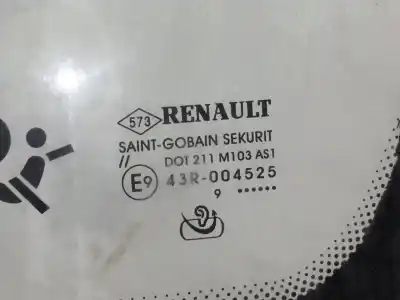 573 RENAULT
SAINT-GOBAIN SEKURIT
//
DOT 211 M103 AS1
E9 43R-004525
9 ••••••